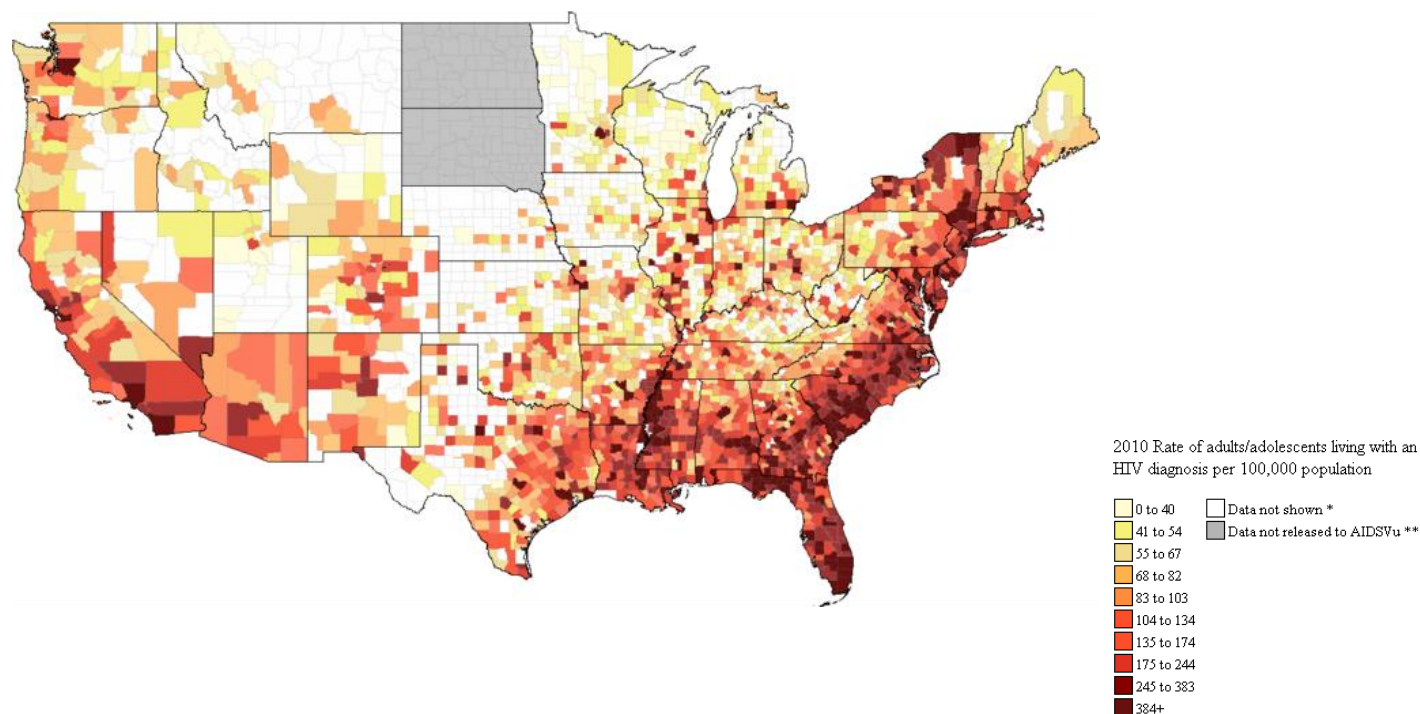 2010 Rate of adults/adolescents living with an
HIV diagnosis per 100,000 population
0 to 40
41 to 54
55 to 67
68 to 82
83 to 103
104 to 134
135 to 174
175 to 244
245 to 383
384+
Data not shown *
Data not released to AIDSVu **